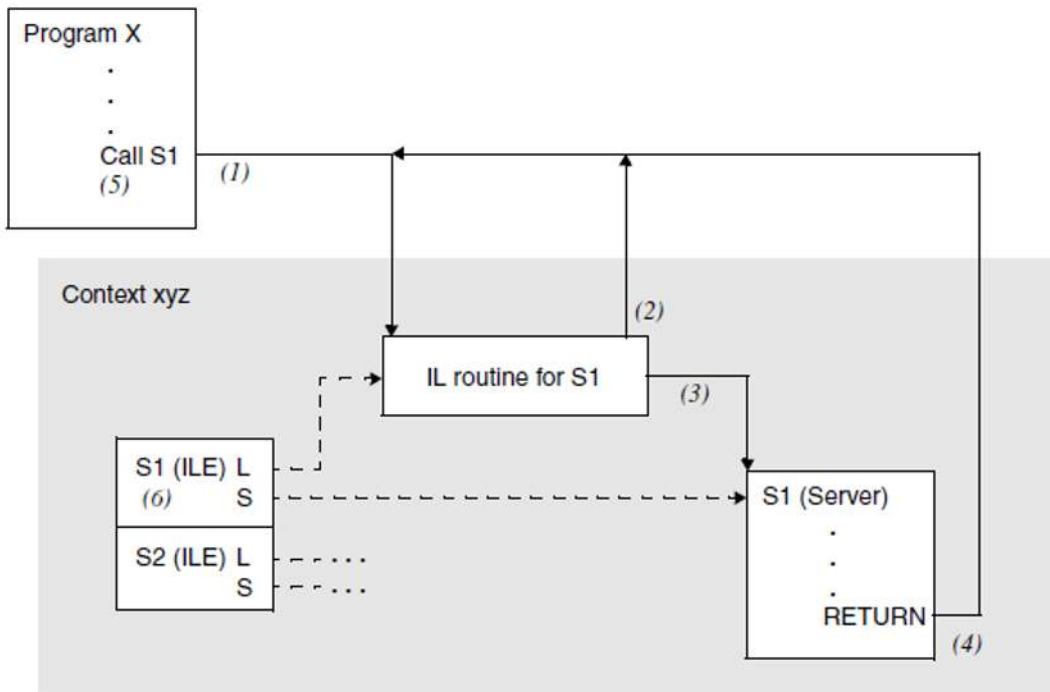 Program X
.
.
.
Call S1
(5)
(1)
Context xyz
(2)
IL routine for S1
(3)
S1 (ILE) L
(6) S
S1 (Server)
.
.
.
RETURN
(4)
S2 (ILE) L
S